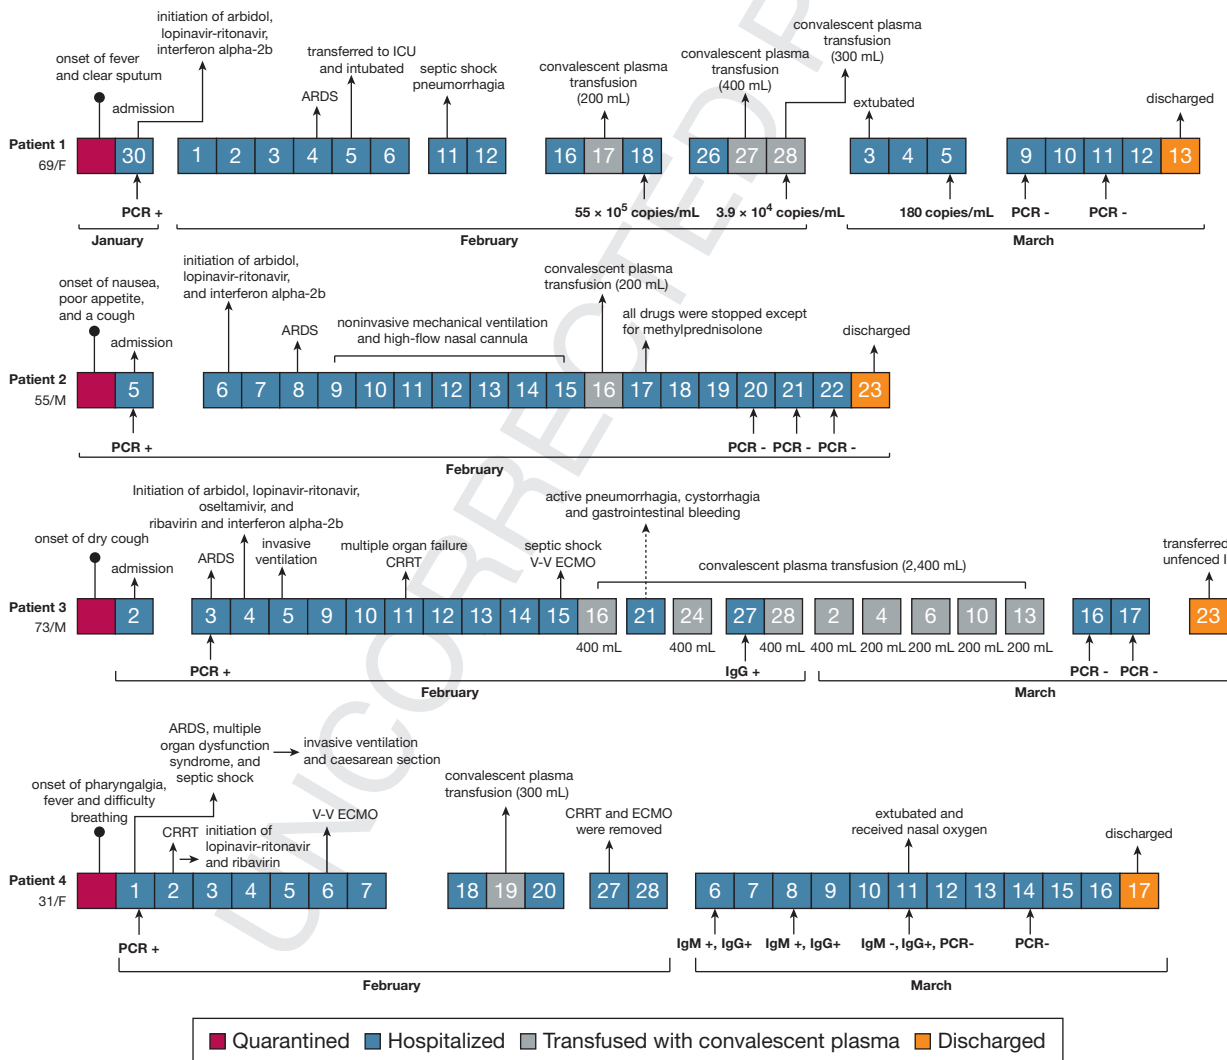 initiation of arbidol,
lopinavir-ritonavir,
interferon alpha-2b
onset of fever
and clear sputum
admission
transferred to ICU
and intubated
ARDS
septic shock
pneumorrhagia
convalescent plasma
transfusion
(200 mL)
convalescent plasma
transfusion
(400 mL)
convalescent plasma
transfusion
(300 mL)
extubated
discharged
Patient 1
69/F
30 1 2 3 4 5 6 11 12 16 17 18 26 27 28 3 4 5 9 10 11 12 13
PCR +
55 × 10⁵ copies/mL
3.9 × 10⁴ copies/mL
180 copies/mL
PCR -
PCR -
January
February
March
onset of nausea,
poor appetite,
and a cough
admission
initiation of arbidol,
lopinavir-ritonavir,
and interferon alpha-2b
ARDS
noninvasive mechanical ventilation
and high-flow nasal cannula
convalescent plasma
transfusion (200 mL)
all drugs were stopped except
for methylprednisolone
discharged
Patient 2
55/M
5 6 7 8 9 10 11 12 13 14 15 16 17 18 19 20 21 22 23
PCR +
PCR -
PCR -
PCR -
February
onset of dry cough
admission
Initiation of arbidol, lopinavir-ritonavir,
oseltamivir, and
ribavirin and interferon alpha-2b
ARDS
invasive
ventilation
multiple organ failure
CRRT
septic shock
V-V ECMO
active pneumorrhagia, cystorrhagia
and gastrointestinal bleeding
convalescent plasma transfusion (2,400 mL)
transferred
unfenced I
Patient 3
73/M
2 3 4 5 9 10 11 12 13 14 15 16 21 24 27 28 2 4 6 10 13 16 17 23
400 mL
400 mL
400 mL
400 mL
200 mL
200 mL
200 mL
200 mL
PCR +
IgG +
PCR -
PCR -
February
March
onset of pharyngalgia,
fever and difficulty
breathing
ARDS, multiple
organ dysfunction
syndrome, and
septic shock
invasive ventilation
and caesarean section
CRRT
initiation of
lopinavir-ritonavir
and ribavirin
V-V ECMO
convalescent plasma
transfusion (300 mL)
CRRT and ECMO
were removed
extubated and
received nasal oxygen
discharged
Patient 4
31/F
1 2 3 4 5 6 7 18 19 20 27 28 6 7 8 9 10 11 12 13 14 15 16 17
PCR +
IgM +, IgG+
IgM +, IgG+
IgM -, IgG+, PCR-
PCR-
February
March
Quarantined
Hospitalized
Transfused with convalescent plasma
Discharged
UNCORRECTED P